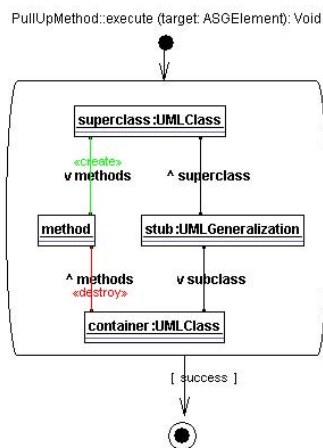 PullUpMethod::execute (target: ASGElement): Void
superclass :UMLClass
«create»
v methods
^ superclass
method
stub :UMLGeneralization
^ methods
«destroy»
v subclass
container :UMLClass
[ success ]